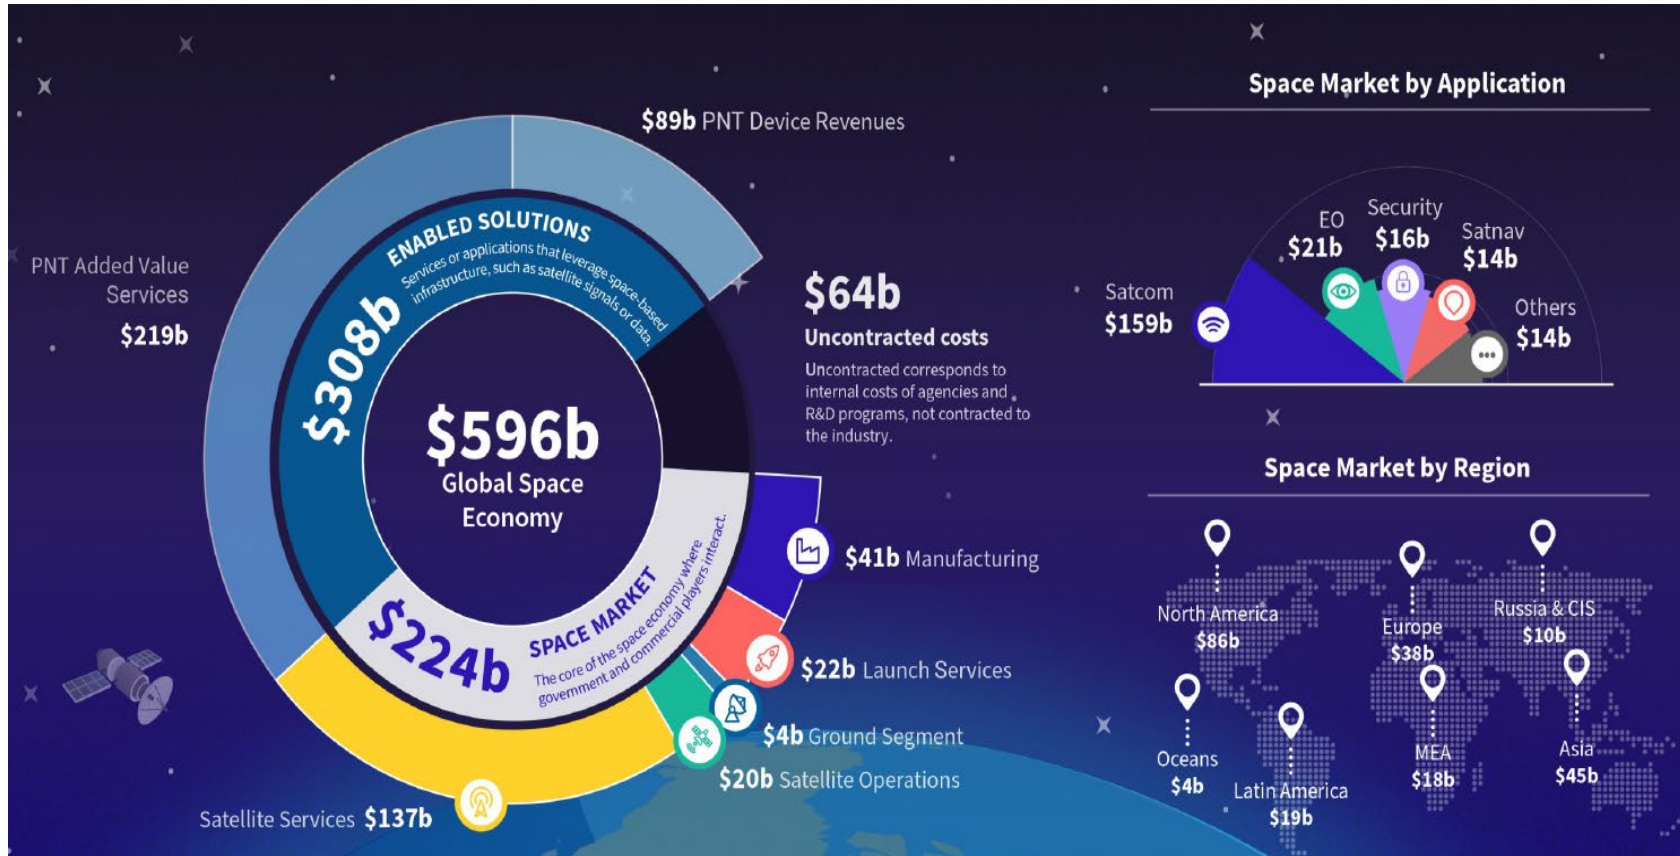 $89b PNT Device Revenues
PNT Added Value
Services
$219b
ENABLED SOLUTIONS
Services or applications that leverage space-based
infrastructure, such as satellite signals or data.
$308b
$596b
Global Space
Economy
$64b
Uncontracted costs
Uncontracted corresponds to
internal costs of agencies and
R&D programs, not contracted to
the industry.
$224b
SPACE MARKET
The core of the space economy where
government and commercial players interact.
$41b Manufacturing
$22b Launch Services
$4b Ground Segment
$20b Satellite Operations
Satellite Services $137b
Space Market by Application
Satcom
$159b
EO
$21b
Security
$16b
Satnav
$14b
Others
$14b
Space Market by Region
North America
$86b
Europe
$38b
Russia & CIS
$10b
Oceans
$4b
Latin America
$19b
MEA
$18b
Asia
$45b